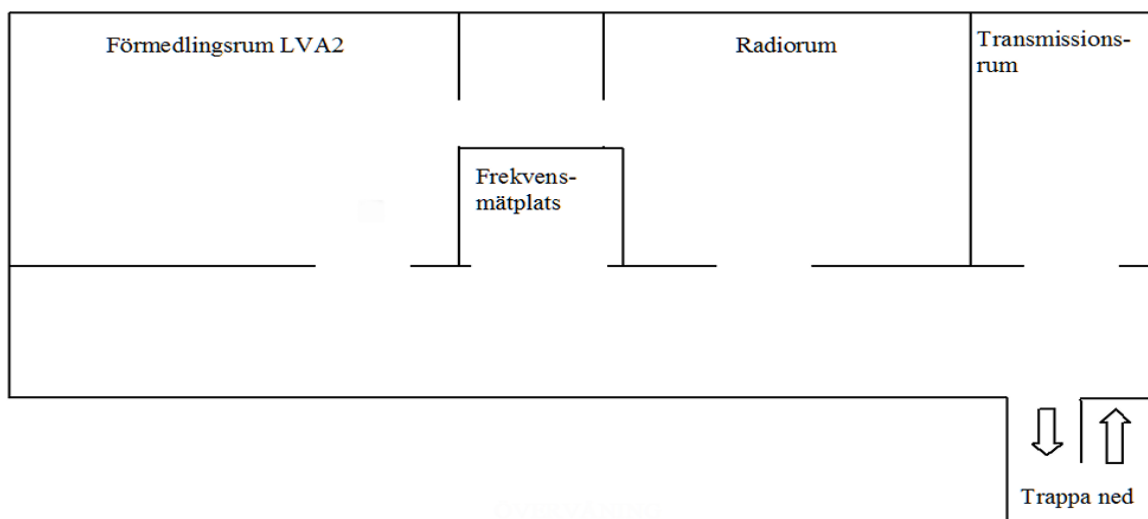 Förmedlingsrum LVA2
Radiorum
Transmissions-
rum
Frekvens-
mätplats
Trappa ned